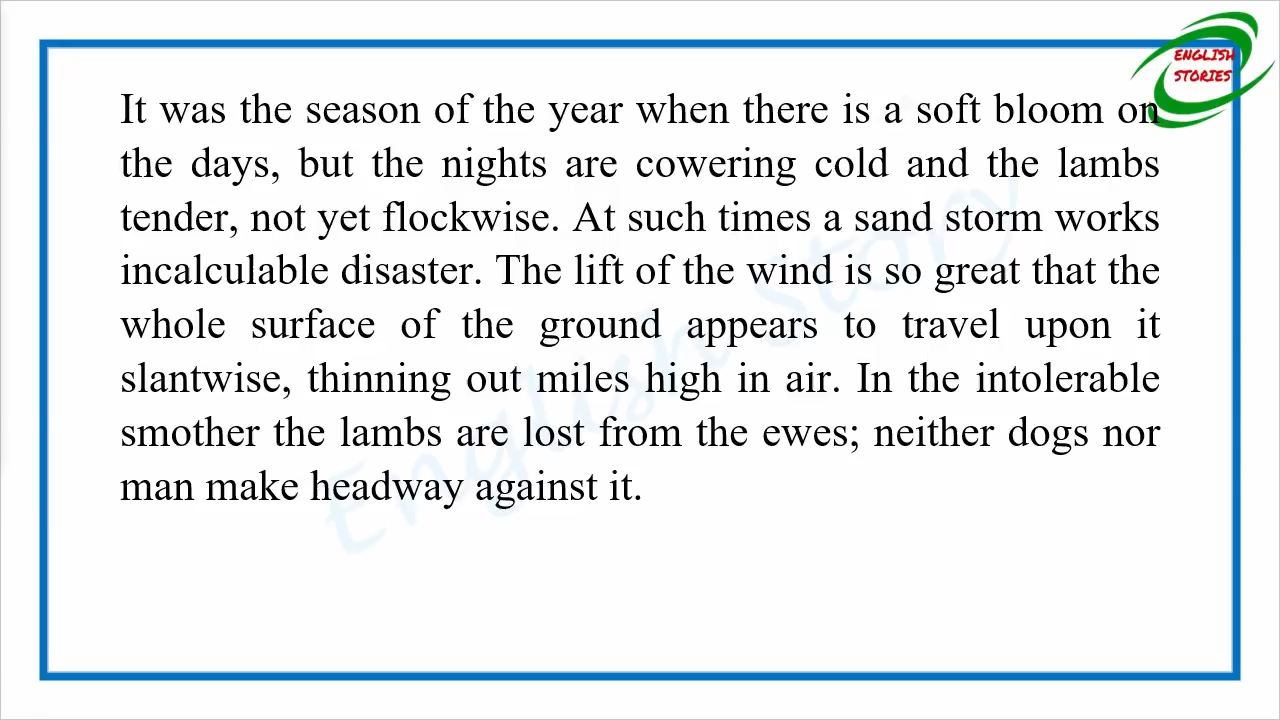 ENGLISH
STORIES
It was the season of the year when there is a soft bloom on
the days, but the nights are cowering cold and the lambs
tender, not yet flockwise. At such times a sand storm works
incalculable disaster. The lift of the wind is so great that the
whole surface of the ground appears to travel upon it
slantwise, thinning out miles high in air. In the intolerable
smother the lambs are lost from the ewes; neither dogs nor
man make headway against it.
English Story